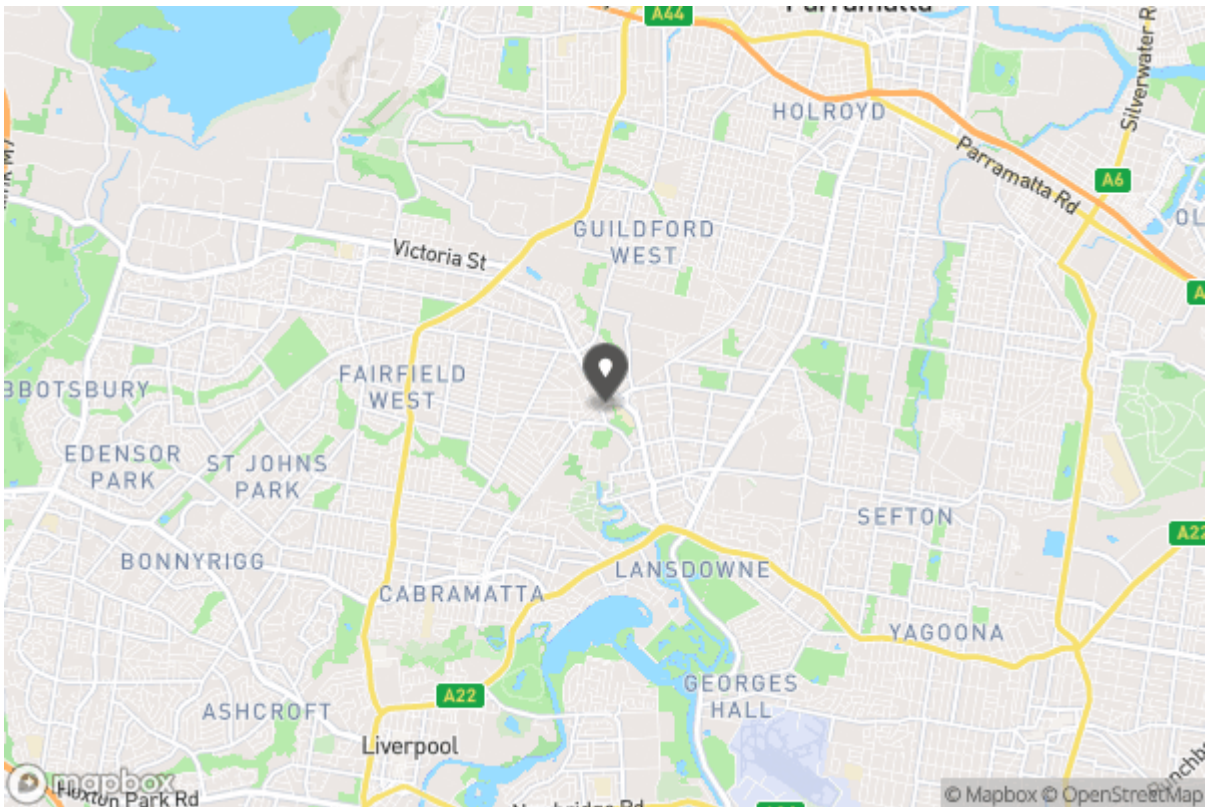 Parramatta
A44
Silverwater R
HOLROYD
Parramatta Rd
A6
GUILDFORD
WEST
Victoria St
FAIRFIELD
WEST
BBOTSBURY
EDENSOR
PARK
ST JOHNS
PARK
SEFTON
A22
BONNYRIGG
LANSDOWNE
CABRAMATTA
YAGOONA
A22
GEORGES
HALL
ASHCROFT
Liverpool
mapbox
Hoxton Park Rd
© Mapbox © OpenStreetMap